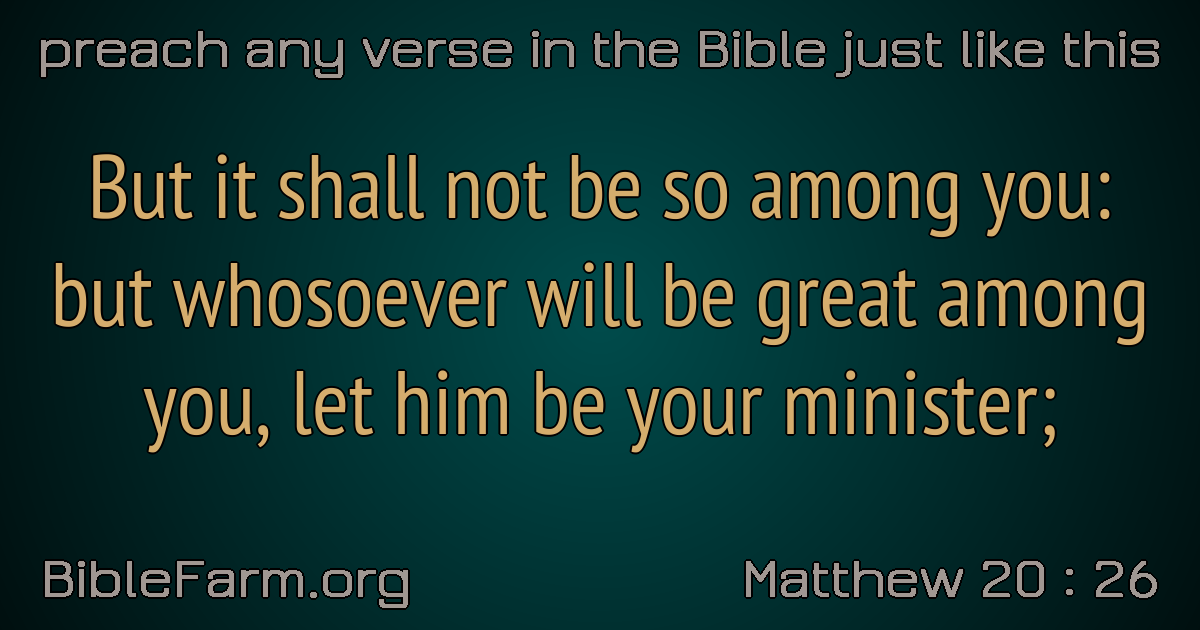 preach any verse in the Bible just like this
But it shall not be so among you:
but whosoever will be great among
you, let him be your minister;
BibleFarm.org
Matthew 20 : 26